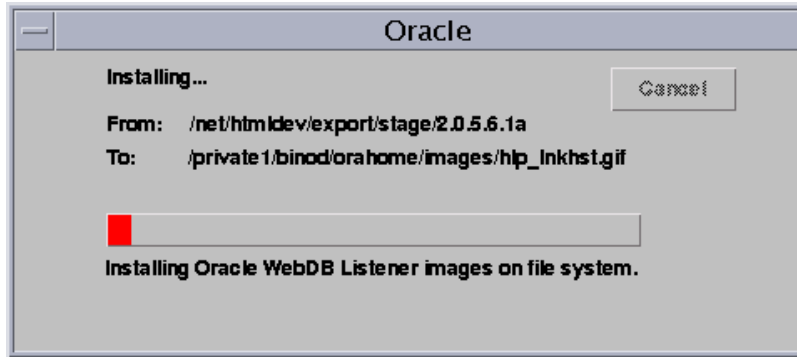 Oracle
Installing...
Cancel
From: /net/htmldev/export/stage/2.0.5.6.1a
To: /private1/binod/orahome/images/hlp_lnkhst.gif
Installing Oracle WebDB Listener images on file system.